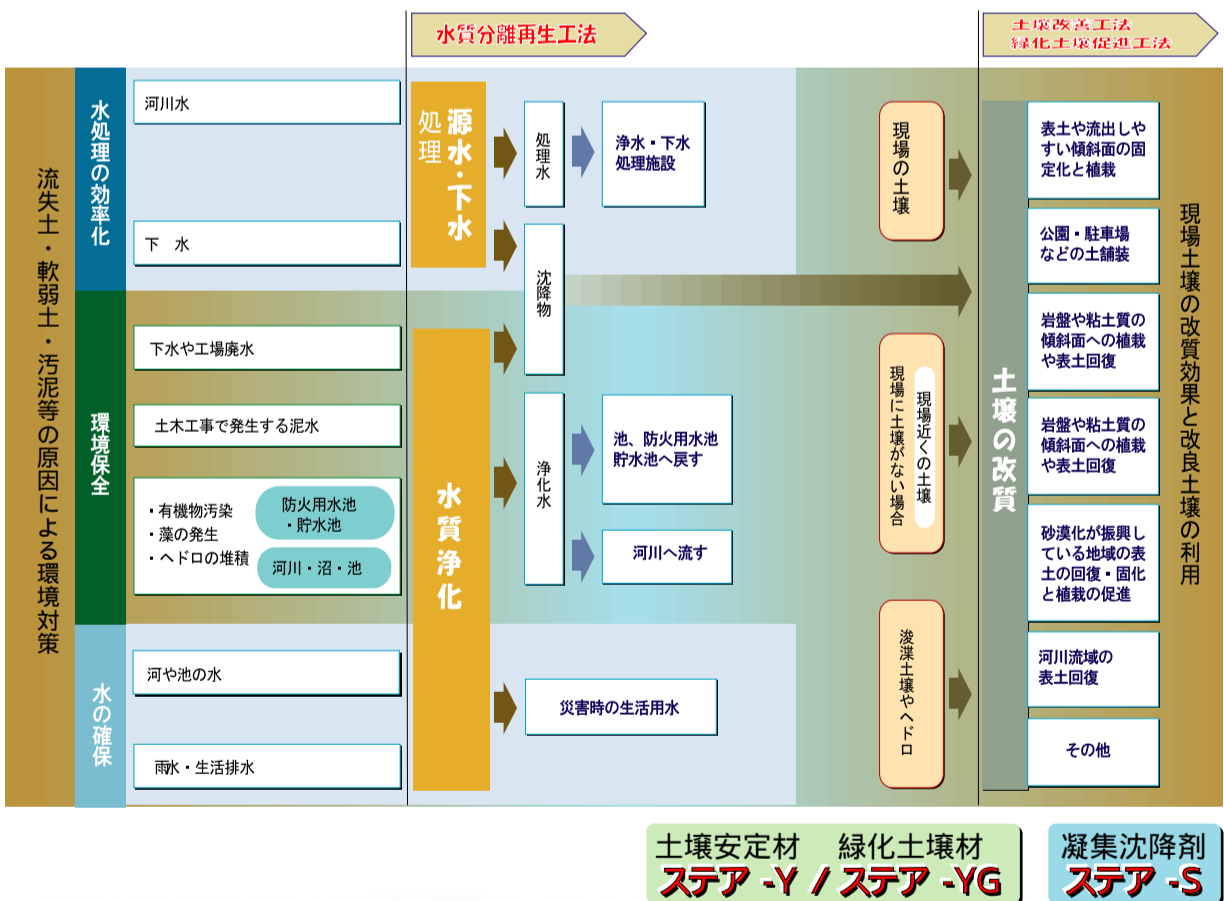 水質分離再生工法
土壌改善工法
緑化土壌促進工法
流失土・軟弱土・汚泥等の原因による環境対策
水処理の効率化
河川水
下 水
環境保全
下水や工場廃水
土木工事で発生する泥水
・有機物汚染
・藻の発生
・ヘドロの堆積
防火用水池
・貯水池
河川・沼・池
水の確保
河や池の水
雨水・生活排水
源水・下水
処理
処理水
浄水・下水
処理施設
沈降物
水質浄化
浄化水
池、防火用水池
貯水池へ戻す
河川へ流す
災害時の生活用水
現場の土壌
現場近くの土壌
現場に土壌がない場合
浚渫土壌やヘドロ
土壌の改質
表土や流出しや
すい傾斜面の固
定化と植栽
公園・駐車場
などの土舗装
岩盤や粘土質の
傾斜面への植栽
や表土回復
岩盤や粘土質の
傾斜面への植栽
や表土回復
砂漠化が振興し
ている地域の表
土の回復・固化
と植栽の促進
河川流域の
表土回復
その他
現場土壌の改質効果と改良土壌の利用
土壌安定材 緑化土壌材
ステア -Y / ステア -YG
凝集沈降剤
ステア -S